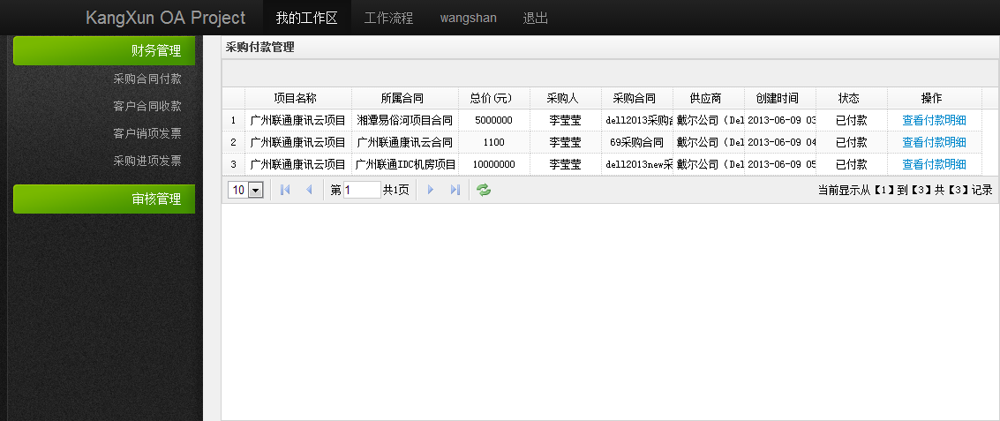 KangXun OA Project 我的工作区 工作流程 wangshan 退出
财务管理
采购合同付款
客户合同收款
客户销项发票
采购进项发票
审核管理
采购付款管理
项目名称 所属合同 总价(元) 采购人 采购合同 供应商 创建时间 状态 操作
1 广州联通康讯云项目 湘潭易俗河项目合同 5000000 李莹莹 dell2013采购合 戴尔公司（Del 2013-06-09 03 已付款 查看付款明细
2 广州联通康讯云项目 广州联通康讯云合同 1100 李莹莹 69采购合同 戴尔公司（Del 2013-06-09 04 已付款 查看付款明细
3 广州联通康讯云项目 广州联通IDC机房项目 10000000 李莹莹 dell2013new采 戴尔公司（Del 2013-06-09 05 已付款 查看付款明细
10 第 1 共1页 当前显示从【1】到【3】共【3】记录